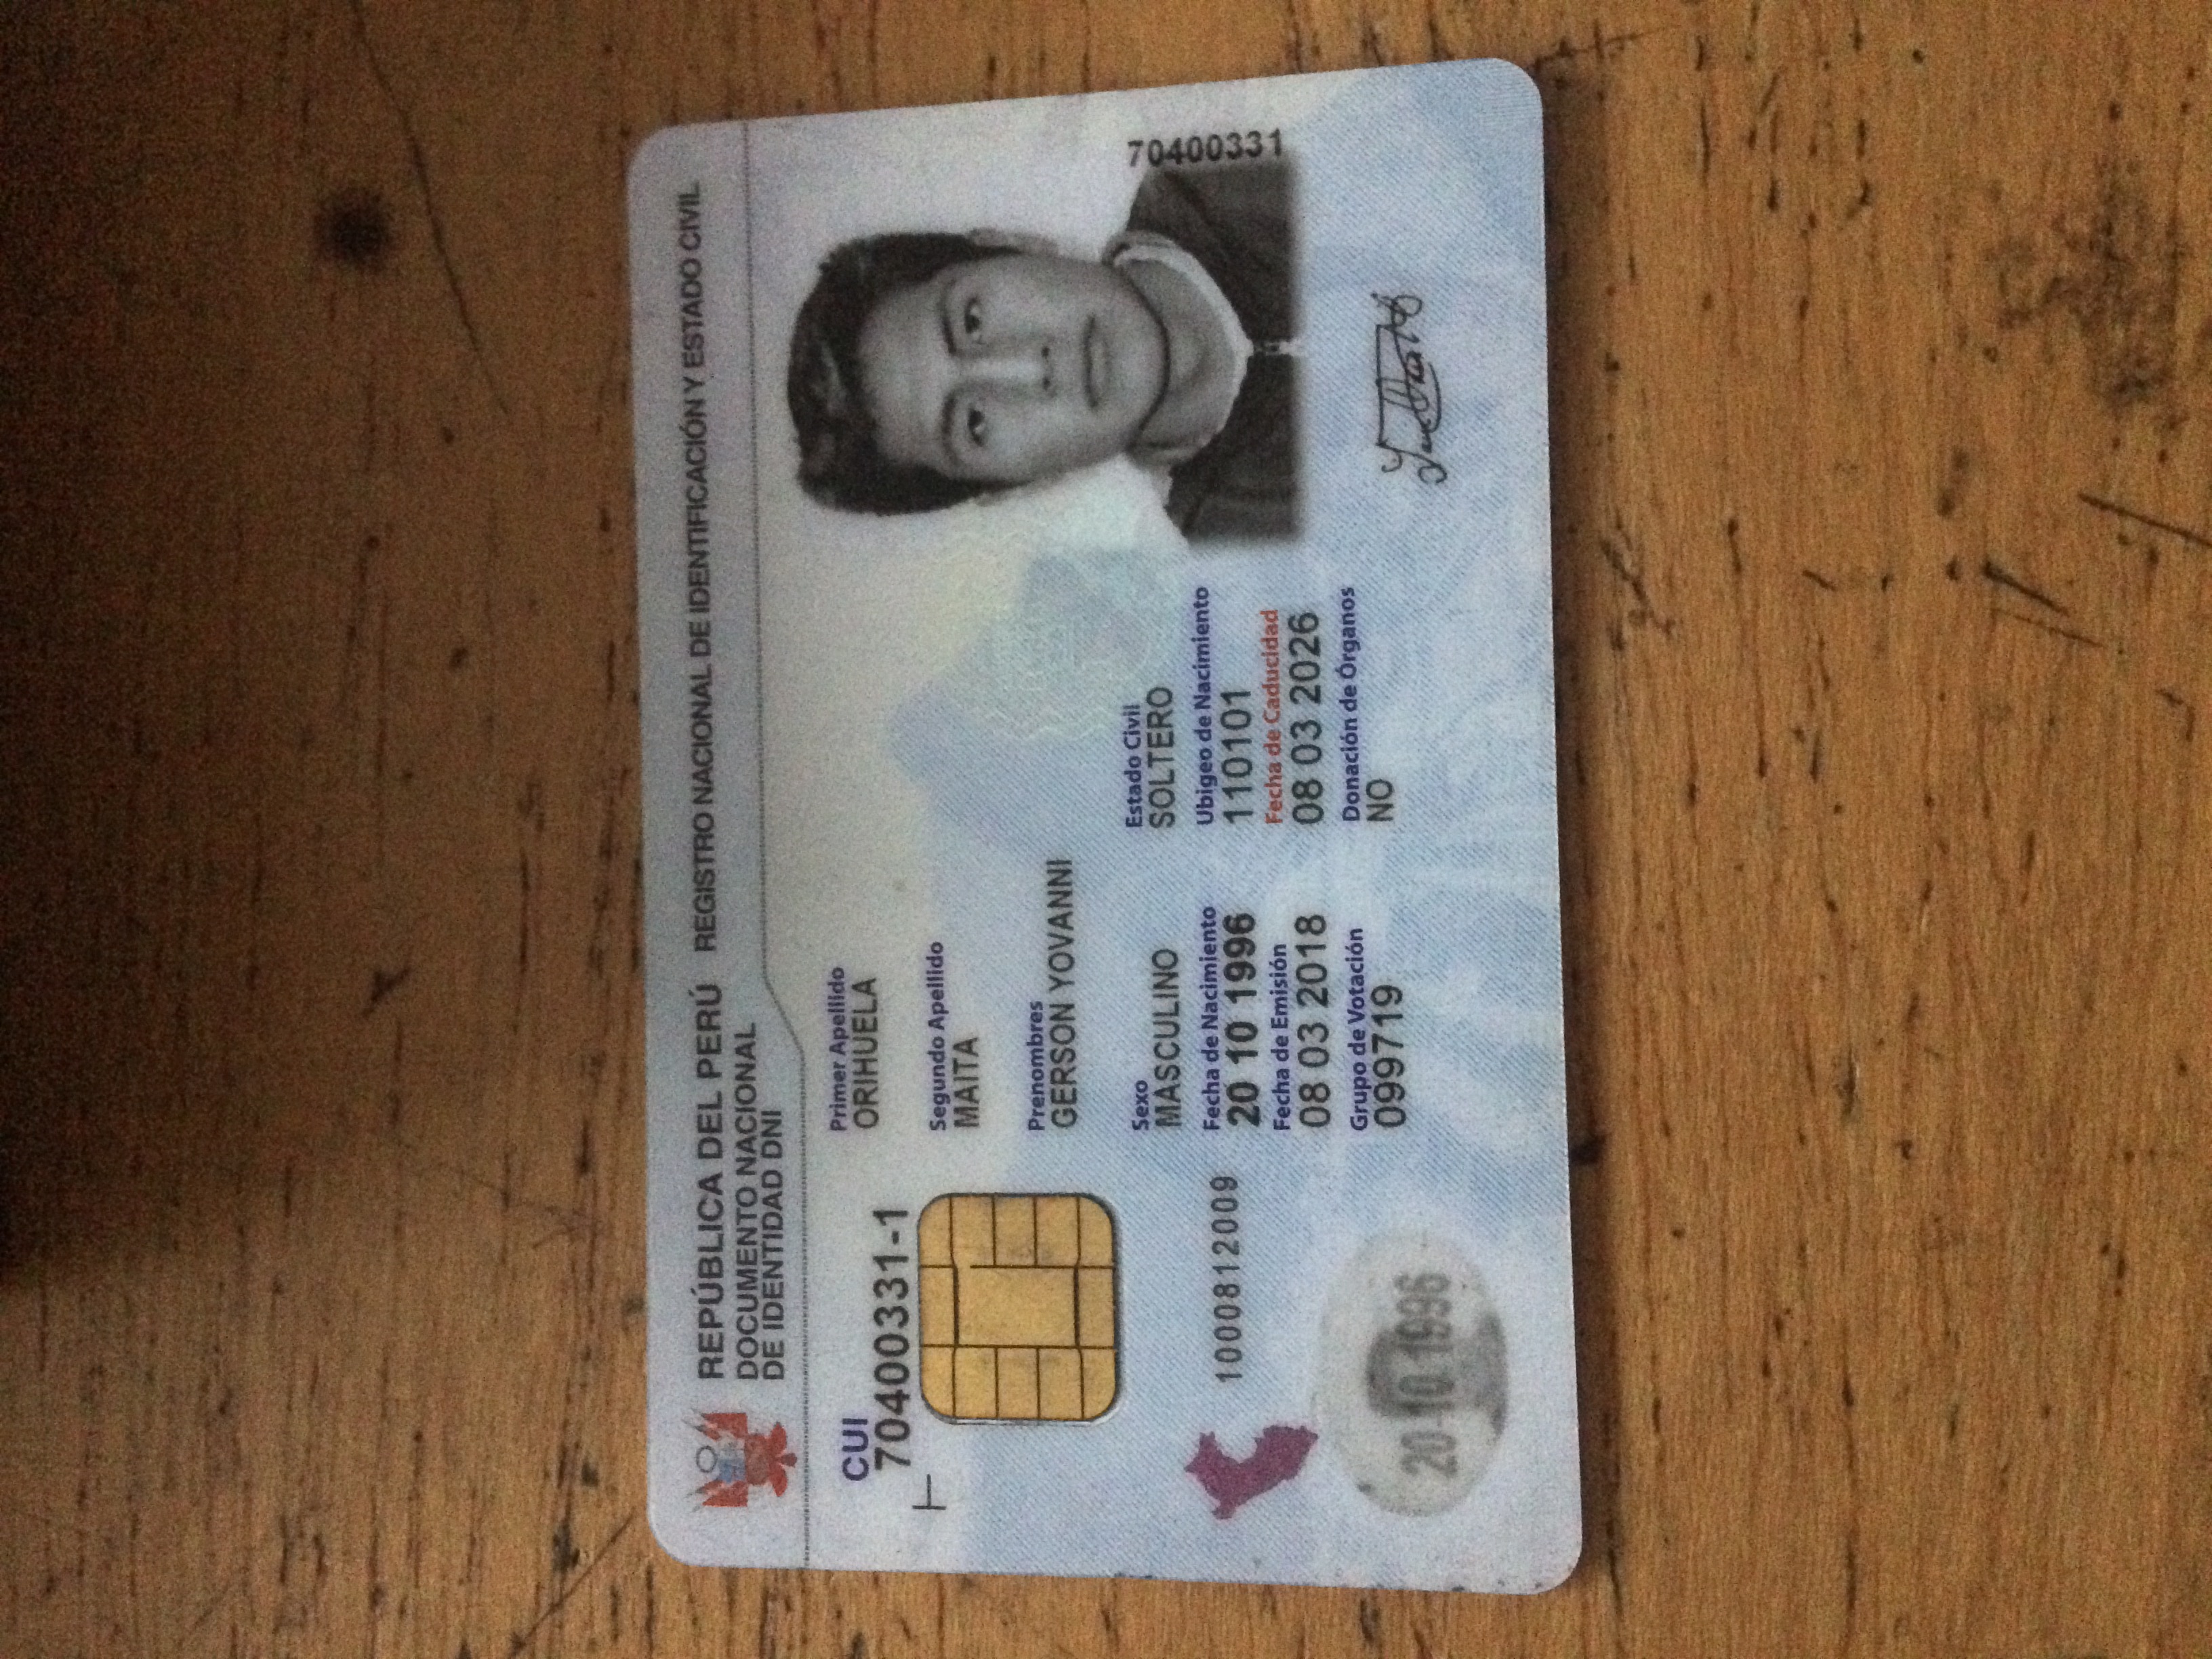 REPÚBLICA DEL PERÚ REGISTRO NACIONAL DE IDENTIFICACIÓN Y ESTADO CIVIL
DOCUMENTO NACIONAL
DE IDENTIDAD DNI
CUI
70400331-1
T
Primer Apellido
ORIHUELA
Segundo Apellido
MAITA
Prenombres
GERSON YOVANNI
Sexo Estado Civil
MASCULINO SOLTERO
Fecha de Nacimiento Ubigeo de Nacimiento
20 10 1996 110101
Fecha de Emisión Fecha de Caducidad
08 03 2018 08 03 2026
Grupo de Votación Donación de Órganos
099719 NO
1000812009
20-10 1996
70400331